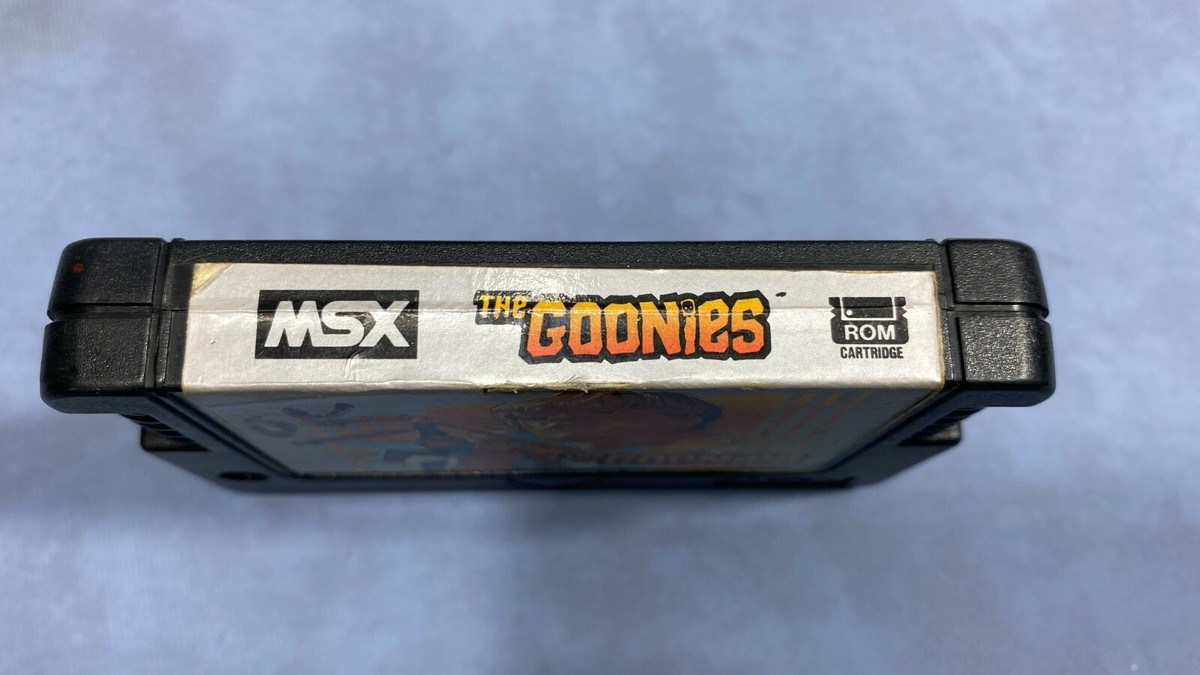 MSX
THE
GOONieS
ROM
CARTRIDGE